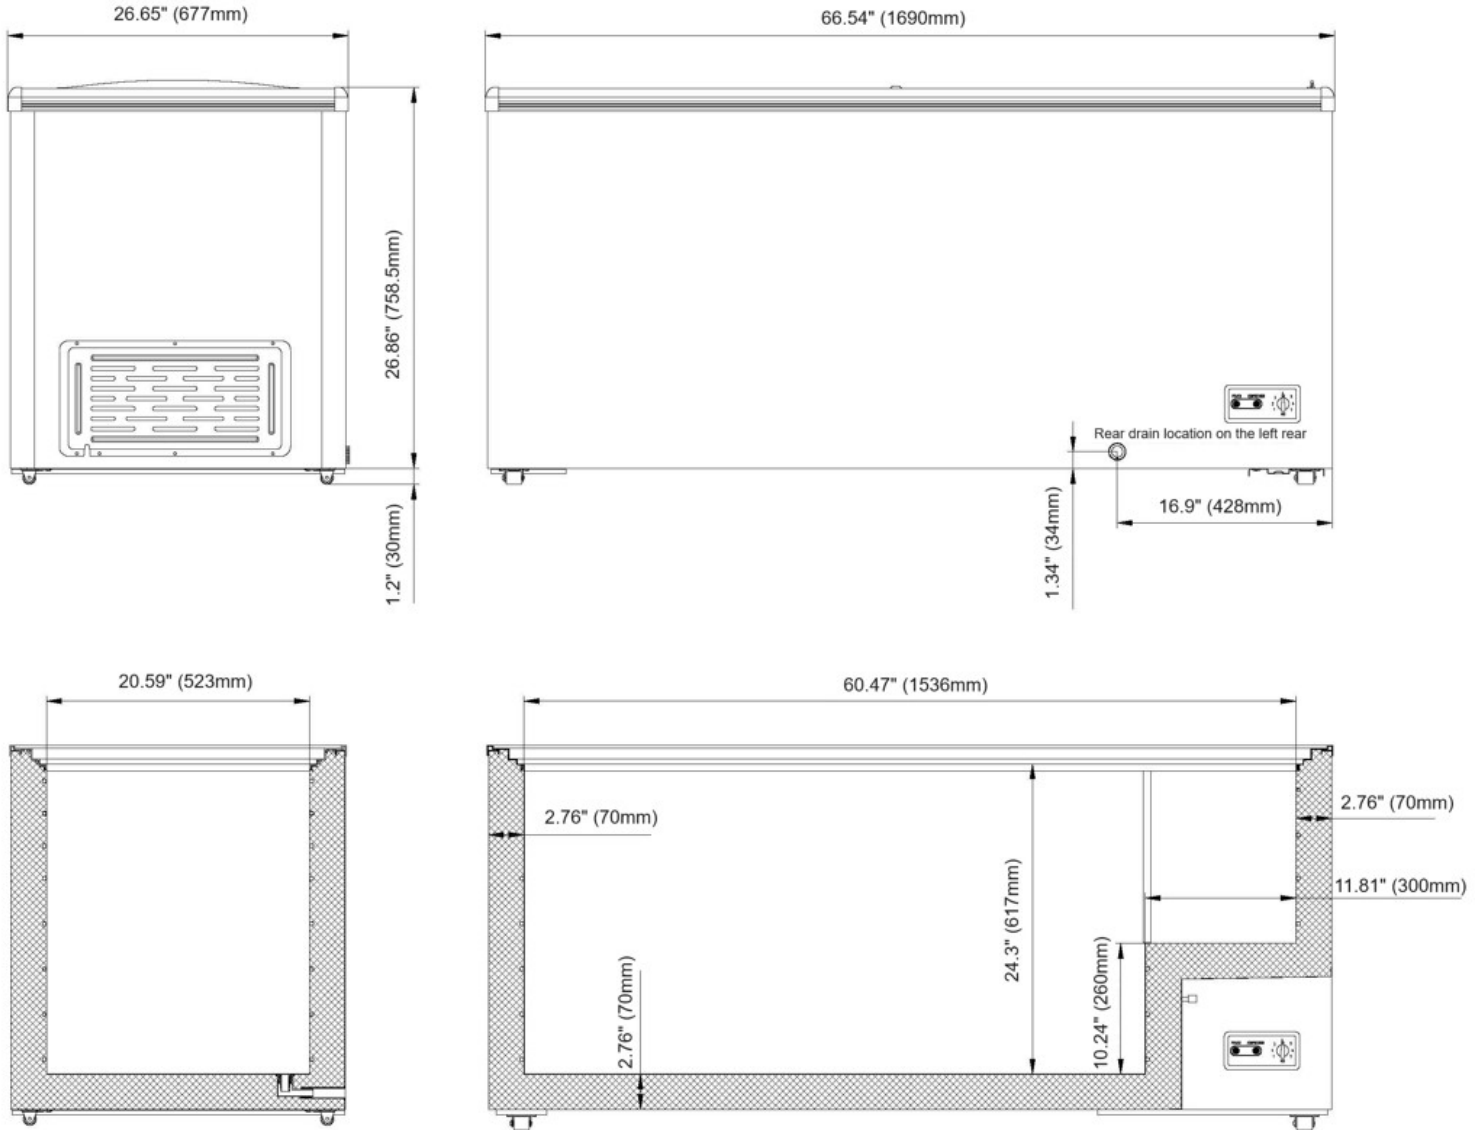 26.65" (677mm)
66.54" (1690mm)
26.86" (758.5mm)
1.2" (30mm)
Rear drain location on the left rear
1.34" (34mm)
16.9" (428mm)
20.59" (523mm)
60.47" (1536mm)
2.76" (70mm)
2.76" (70mm)
11.81" (300mm)
24.3" (617mm)
10.24" (260mm)
2.76" (70mm)